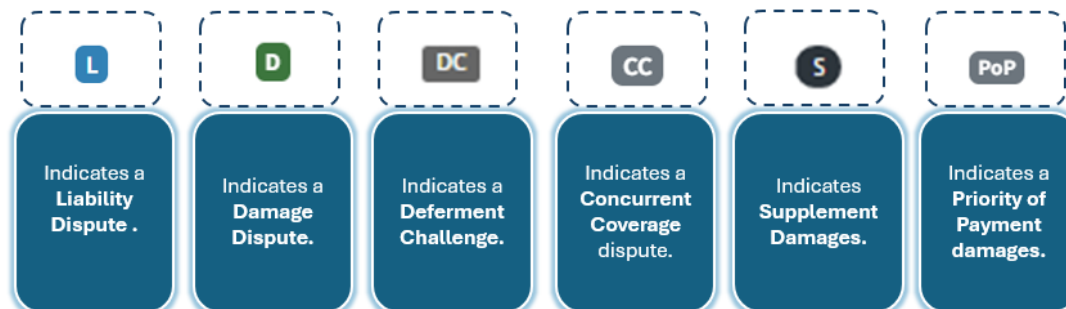 L
D
DC
CC
S
PoP
Indicates a
Liability
Dispute .
Indicates a
Damage
Dispute.
Indicates a
Deferment
Challenge.
Indicates a
Concurrent
Coverage
dispute.
Indicates
Supplement
Damages.
Indicates a
Priority of
Payment
damages.